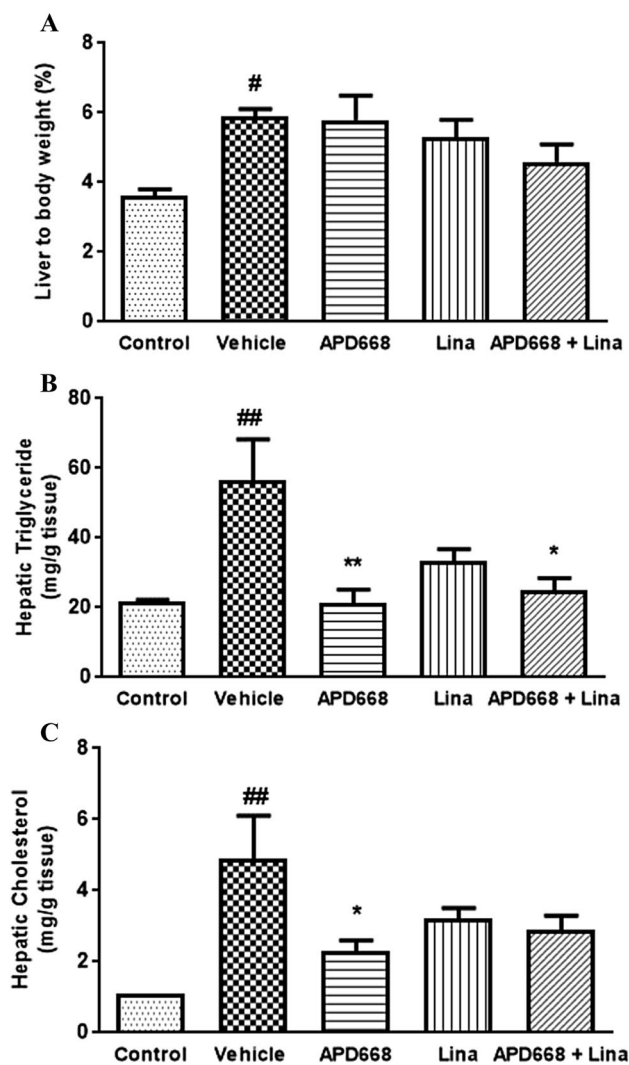 A
Liver to body weight (%)
8
6
4
2
0
#
Control Vehicle APD668 Lina APD668 + Lina
B
Hepatic Triglyceride
(mg/g tissue)
80
60
40
20
0
##
**
*
Control Vehicle APD668 Lina APD668 + Lina
C
Hepatic Cholesterol
(mg/g tissue)
8
6
4
2
0
##
*
Control Vehicle APD668 Lina APD668 + Lina